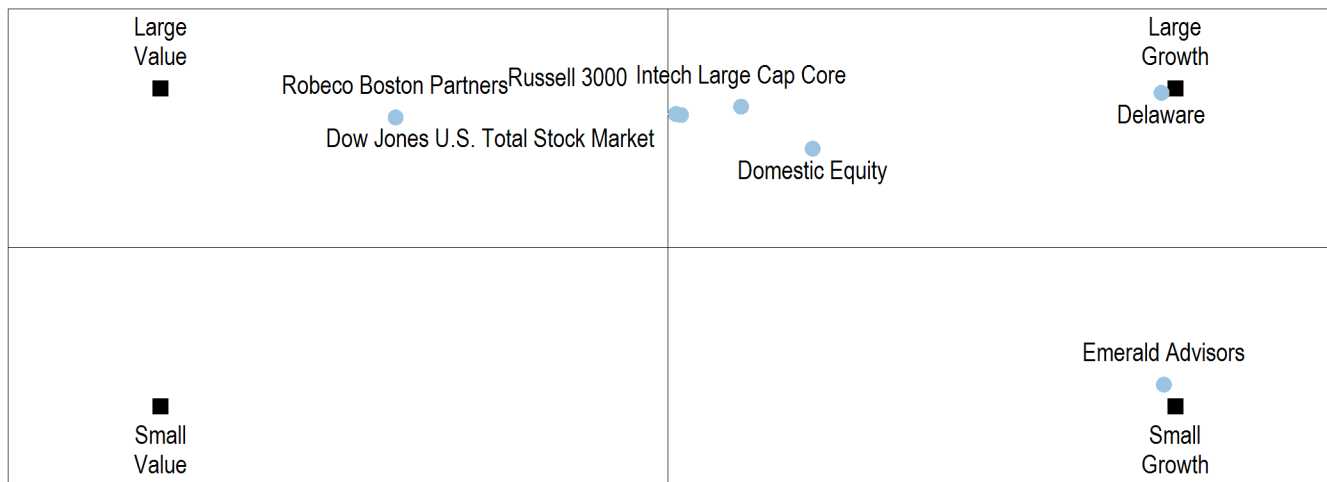 Large
Value
Large
Growth
Robeco Boston Partners
Russell 3000
Intech Large Cap Core
Delaware
Dow Jones U.S. Total Stock Market
Domestic Equity
Emerald Advisors
Small
Value
Small
Growth